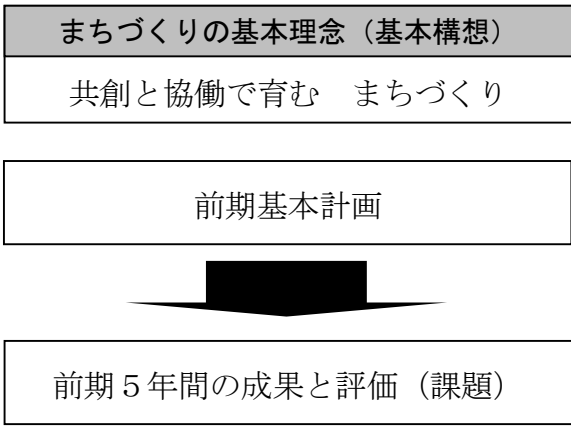 まちづくりの基本理念（基本構想）
共創と協働で育む　まちづくり
前期基本計画
前期５年間の成果と評価（課題）